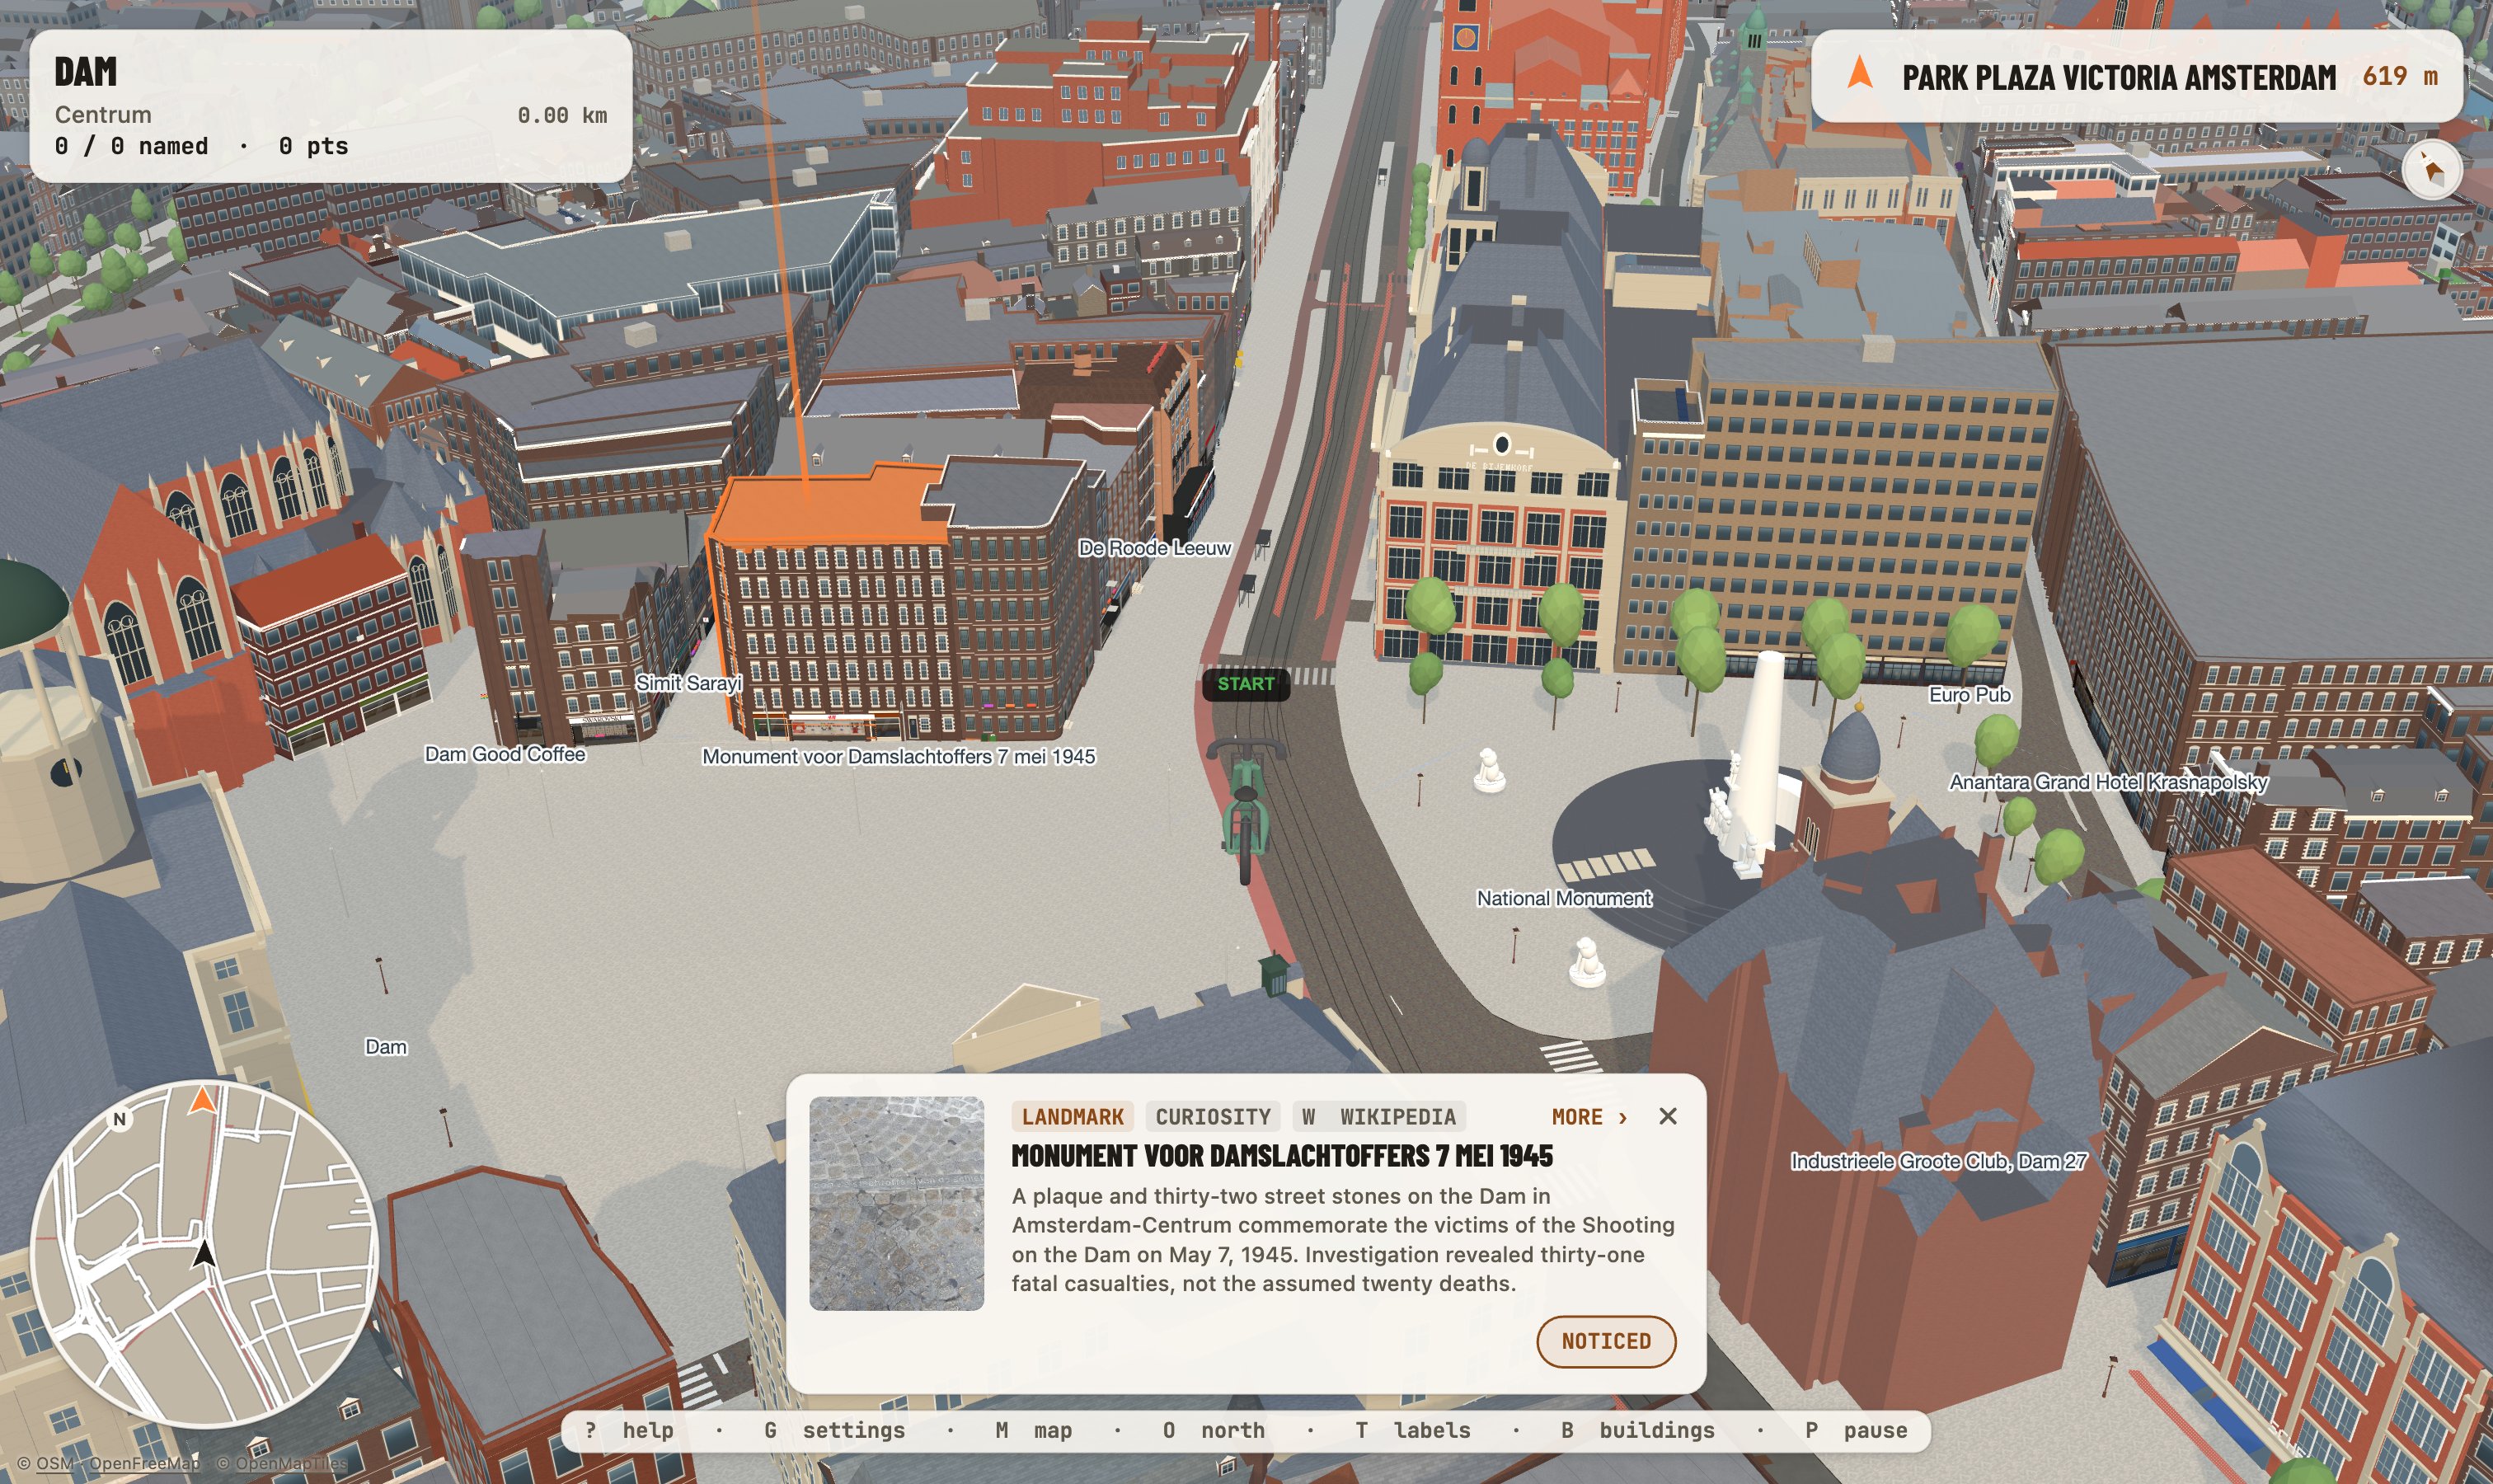 DAM
Centrum 0.00 km
0 / 0 named · 0 pts
PARK PLAZA VICTORIA AMSTERDAM 619 m
De Roode Leeuw
Simit Sarayi
START
Euro Pub
Dam Good Coffee
Monument voor Damslachtoffers 7 mei 1945
Anantara Grand Hotel Krasnapolsky
National Monument
Dam
N
LANDMARK CURIOSITY W WIKIPEDIA MORE ›
MONUMENT VOOR DAMSLACHTOFFERS 7 MEI 1945
A plaque and thirty-two street stones on the Dam in
Amsterdam-Centrum commemorate the victims of the Shooting
on the Dam on May 7, 1945. Investigation revealed thirty-one
fatal casualties, not the assumed twenty deaths.
NOTICED
Industrieele Groote Club, Dam 27
? help · G settings · M map · O north · T labels · B buildings · P pause
© OSM · OpenFreeMap · © OpenMapTiles